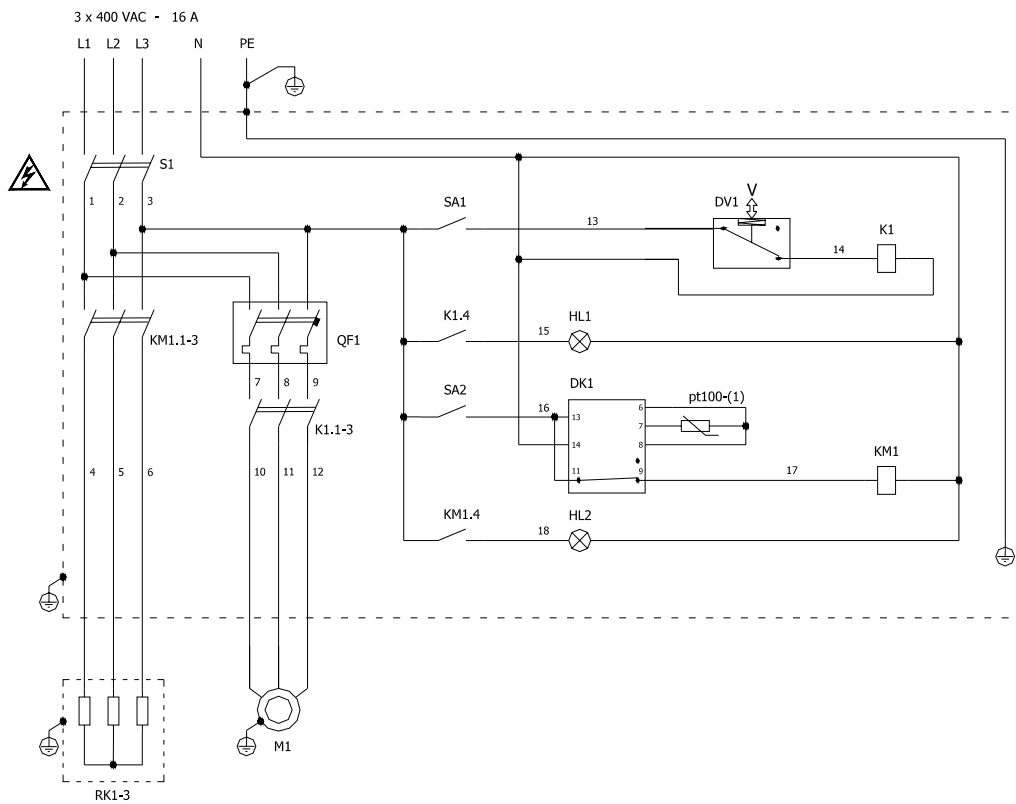 3 x 400 VAC - 16 A
L1 L2 L3 N PE
S1
1 2 3
SA1
13
DV1
V
14
K1
KM1.1-3
QF1
K1.4
15
HL1
7 8 9
K1.1-3
SA2
16
DK1
pt100-(1)
13
6
7
14
8
11
9
17
KM1
4 5 6
10 11 12
KM1.4
18
HL2
M1
RK1-3